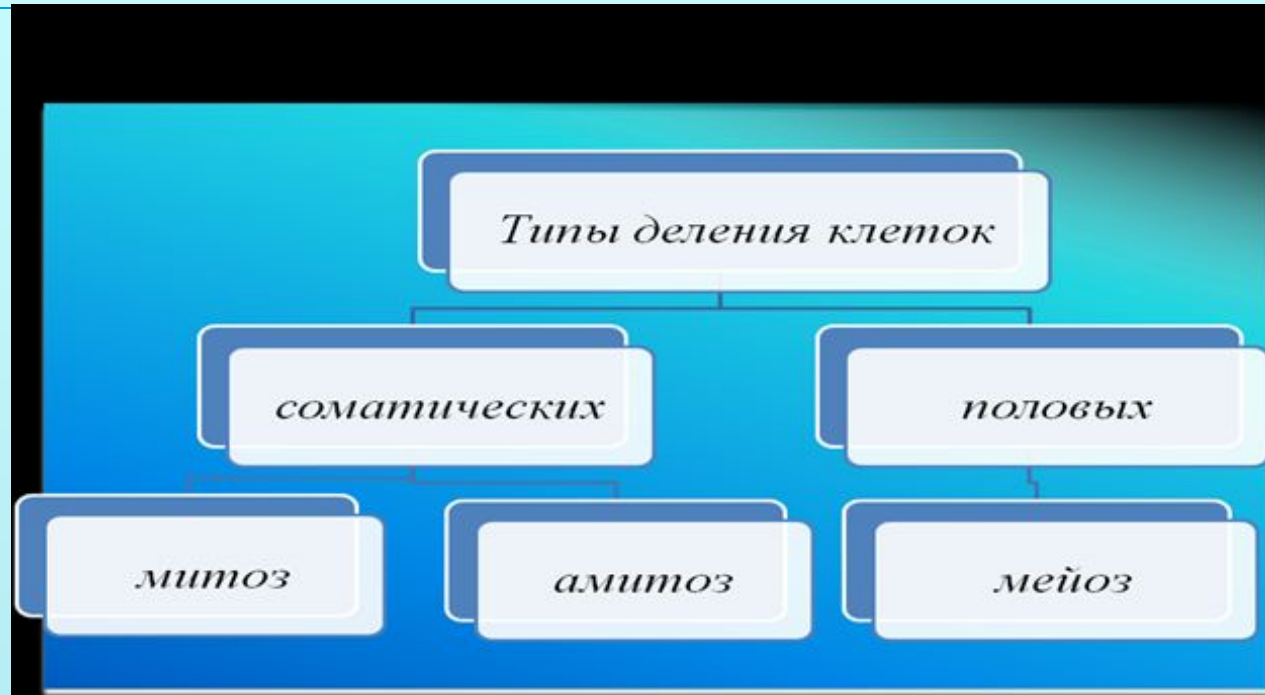 Типы деления клеток
соматических
половых
митоз
амитоз
мейоз